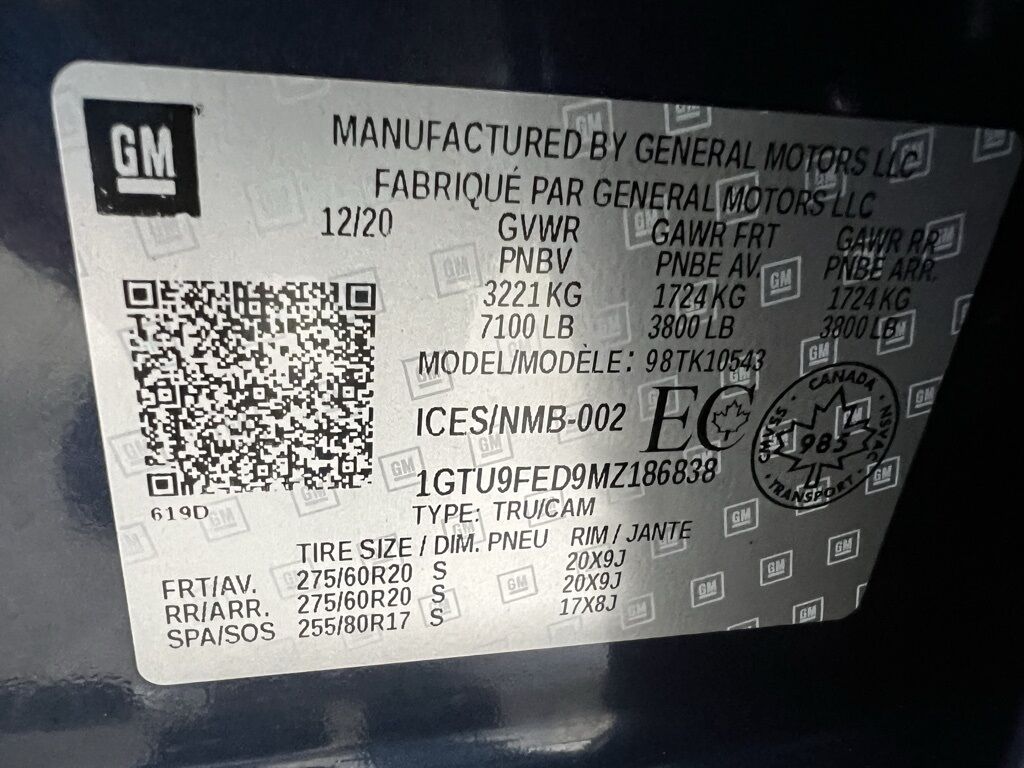 GM
MANUFACTURED BY GENERAL MOTORS LLC
FABRIQUÉ PAR GENERAL MOTORS LLC
12/20 GVWR GAWR FRT GAWR RR
PNBV PNBE AV. PNBE ARR.
3221 KG 1724 KG 1724 KG
7100 LB 3800 LB 3800 LB
MODEL/MODÈLE: 98TK10543
ICES/NMB-002 EC
CANADA
CMVSS 985 NSVAC
TRANSPORT
1GTU9FED9MZ186838
619D
TYPE: TRU/CAM
TIRE SIZE / DIM. PNEU RIM / JANTE
FRT/AV. 275/60R20 S 20X9J
RR/ARR. 275/60R20 S 20X9J
SPA/SOS 255/80R17 S 17X8J